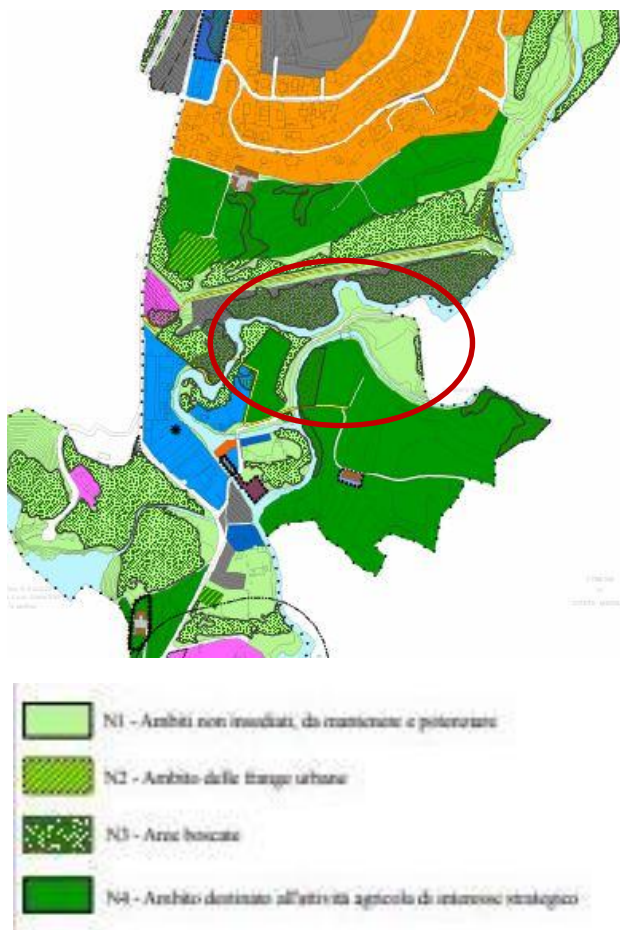 N1 - Ambiti non insediati, da mantenere e potenziare
N2 - Ambito delle frange urbane
N3 - Aree boscate
N4 - Ambito destinato all'attività agricola di interesse strategico